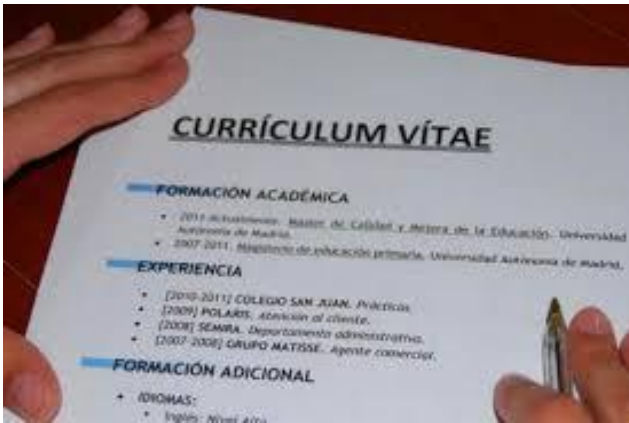 CURRÍCULUM VÍTAE
FORMACIÓN ACADÉMICA
• 2011-Actualmente. Máster de Calidad y Mejora de la Educación. Universidad
Autónoma de Madrid.
• 2007-2011. Magisterio de educación primaria. Universidad Autónoma de Madrid.
EXPERIENCIA
• [2010-2011] COLEGIO SAN JUAN. Prácticas.
• [2009] POLARIS. Atención al cliente.
• [2008] SEMIRA. Departamento administrativo.
• [2007-2008] GRUPO MATISSE. Agente comercial.
FORMACIÓN ADICIONAL
• IDIOMAS:
• Inglés: Nivel Alto